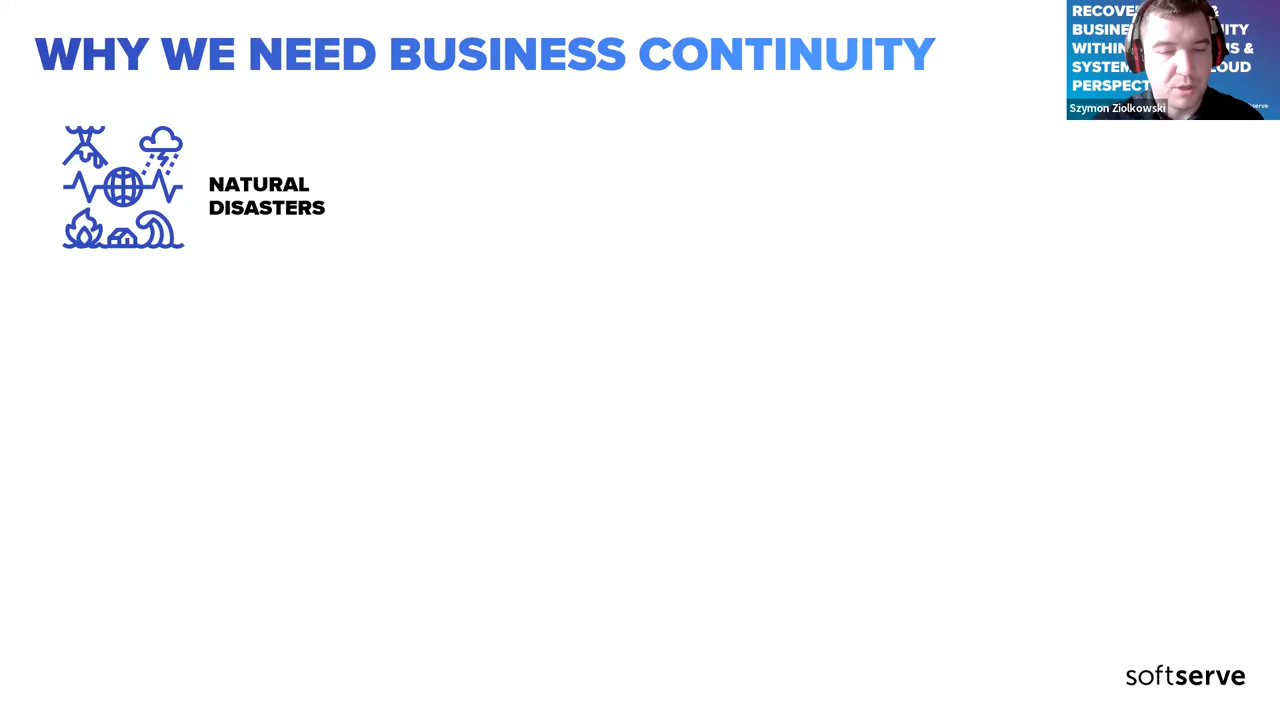 WHY WE NEED BUSINESS CONTINUITY
NATURAL
DISASTERS
RECOVE &
BUSINE ITY
WITHIN S &
SYSTEM LOUD
PERSPECT
Szymon Ziolkowski
softserve